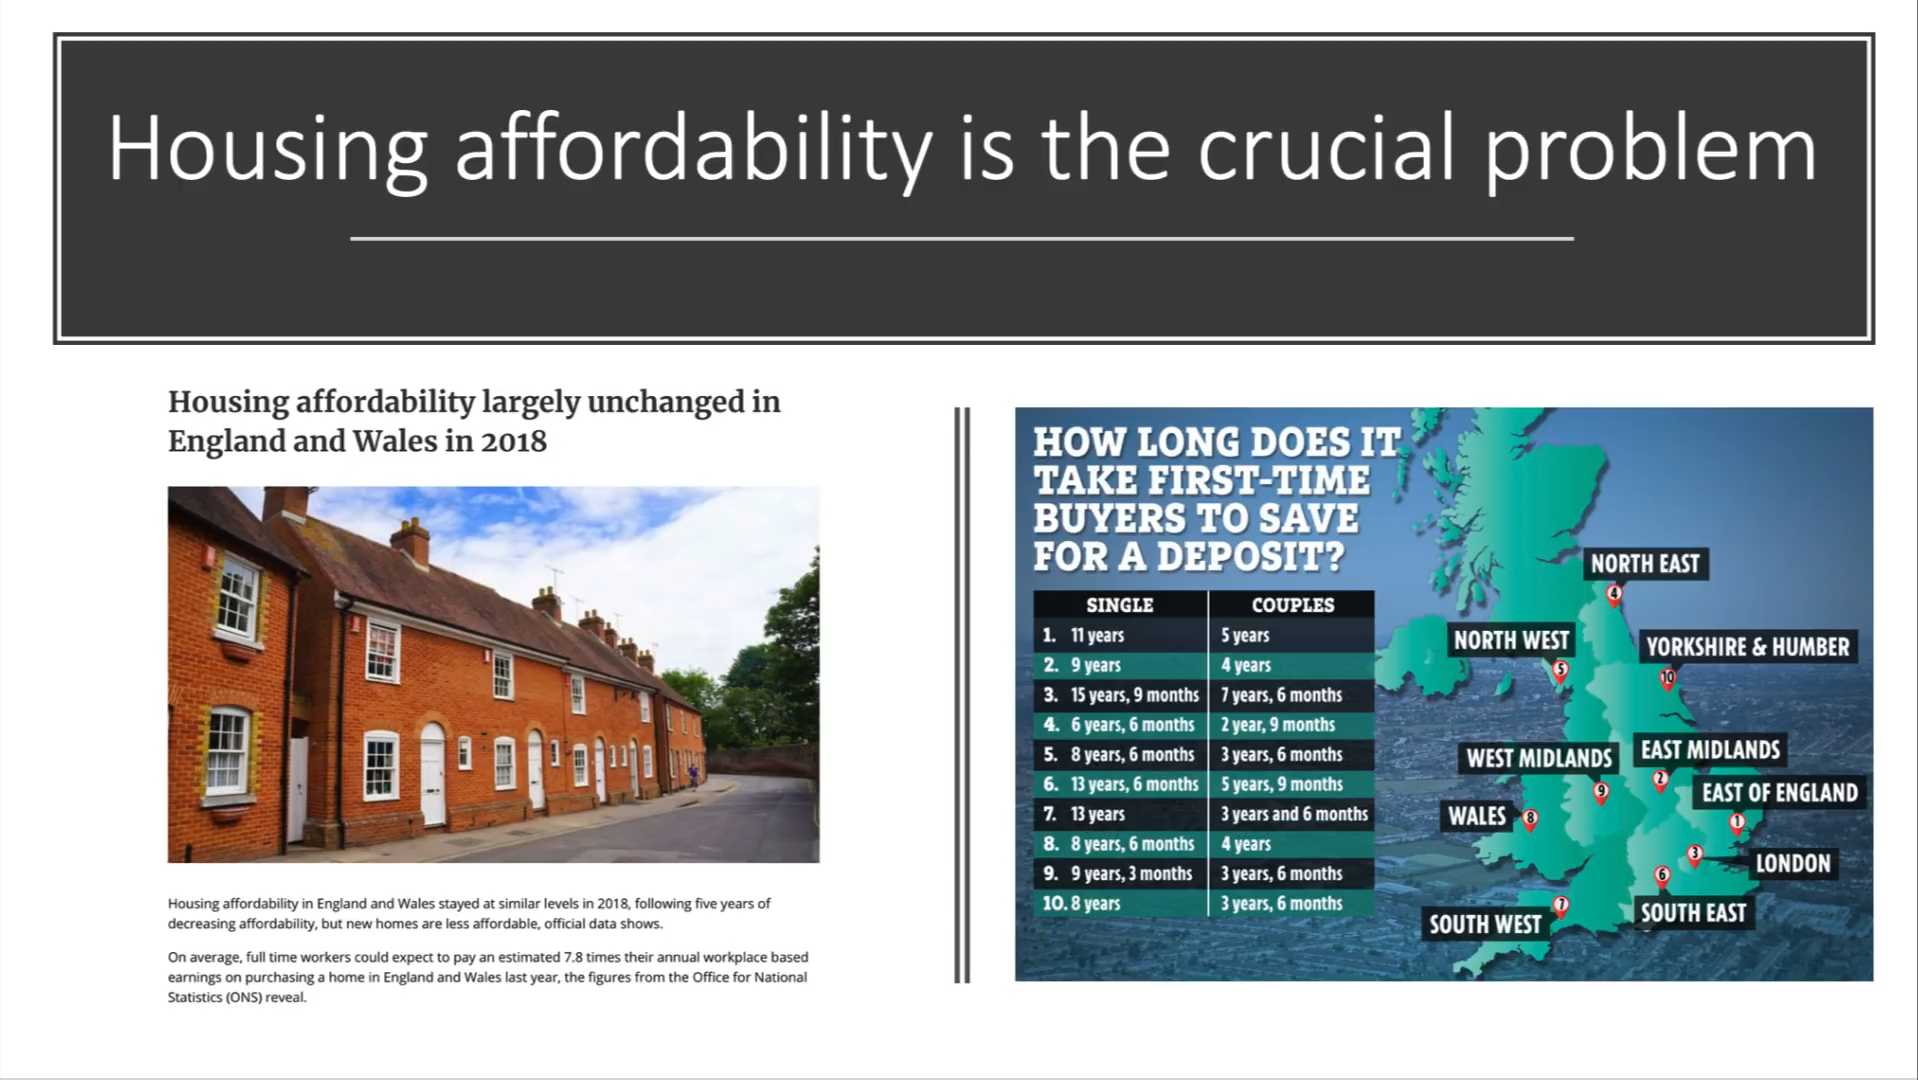 Housing affordability is the crucial problem
Housing affordability largely unchanged in
England and Wales in 2018
Housing affordability in England and Wales stayed at similar levels in 2018, following five years of
decreasing affordability, but new homes are less affordable, official data shows.
On average, full time workers could expect to pay an estimated 7.8 times their annual workplace based
earnings on purchasing a home in England and Wales last year, the figures from the Office for National
Statistics (ONS) reveal.
HOW LONG DOES IT
TAKE FIRST-TIME
BUYERS TO SAVE
FOR A DEPOSIT?
SINGLE COUPLES
1. 11 years 5 years
2. 9 years 4 years
3. 15 years, 9 months 7 years, 6 months
4. 6 years, 6 months 2 year, 9 months
5. 8 years, 6 months 3 years, 6 months
6. 13 years, 6 months 5 years, 9 months
7. 13 years 3 years and 6 months
8. 8 years, 6 months 4 years
9. 9 years, 3 months 3 years, 6 months
10. 8 years 3 years, 6 months
NORTH EAST
4
NORTH WEST
5
YORKSHIRE & HUMBER
10
WEST MIDLANDS
9
EAST MIDLANDS
2
EAST OF ENGLAND
1
WALES 8
3 LONDON
6
SOUTH EAST
7
SOUTH WEST